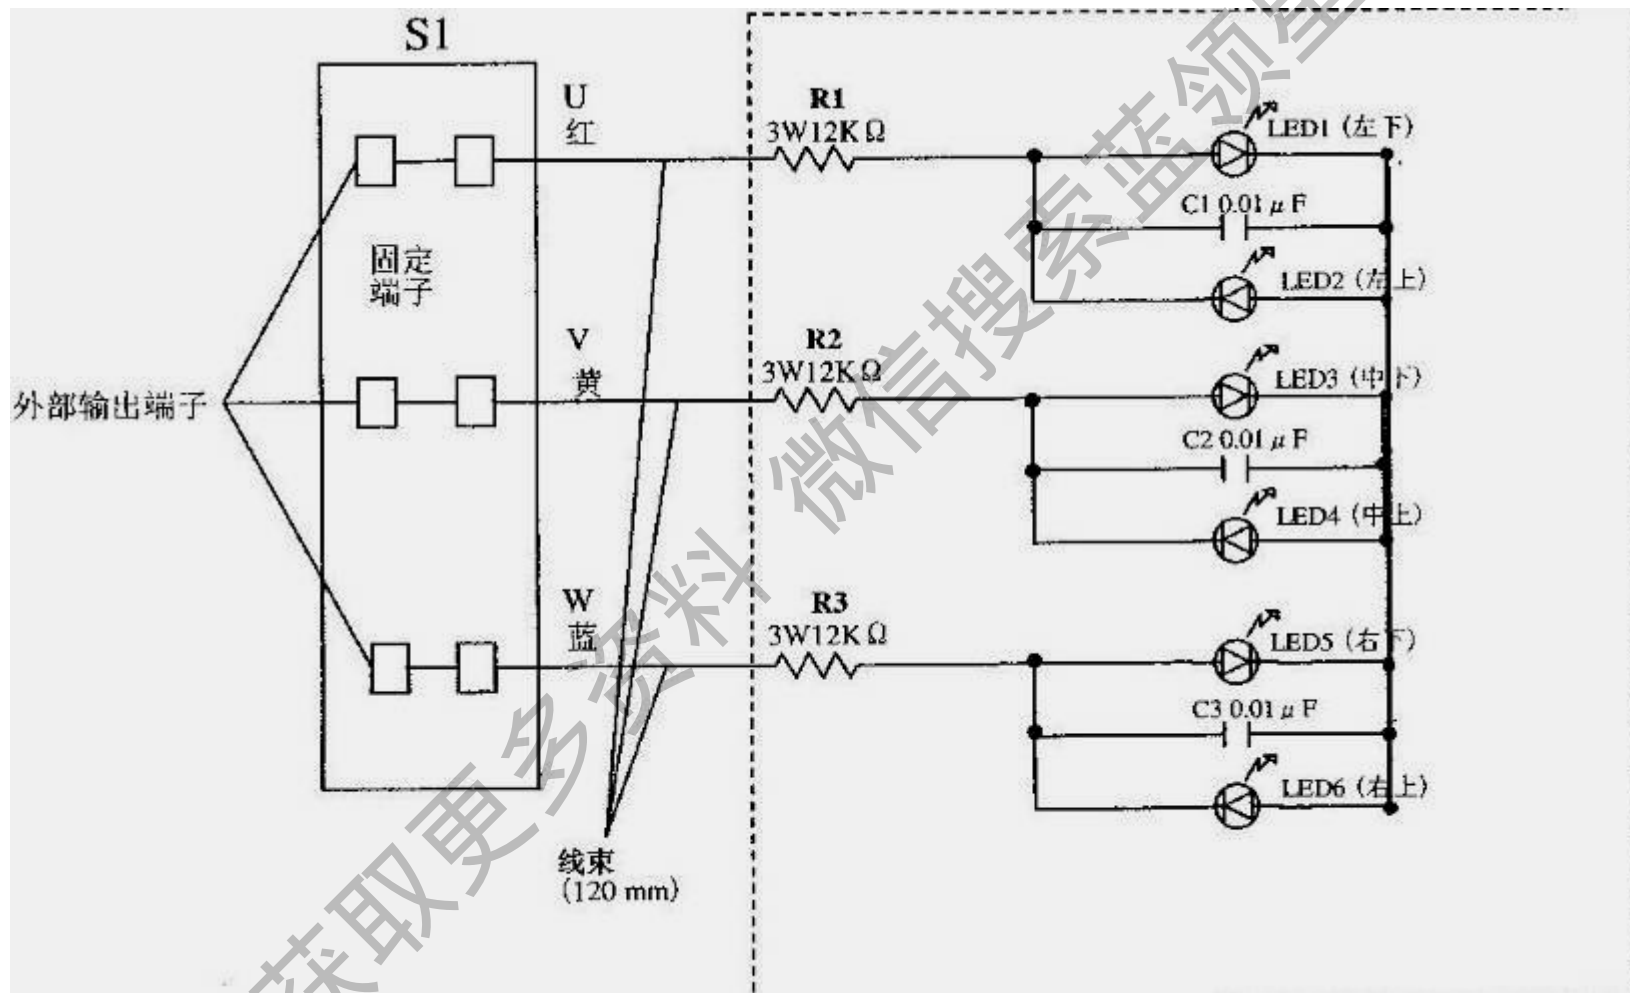 S1
U
红
固定
端子
V
黄
外部输出端子
W
蓝
线束
(120 mm)
R1
3W12KΩ
LED1 (左下)
C1 0.01μF
LED2 (左上)
R2
3W12KΩ
LED3 (中下)
C2 0.01μF
LED4 (中上)
R3
3W12KΩ
LED5 (右下)
C3 0.01μF
LED6 (右上)
获取更多资料 微信搜索蓝领星